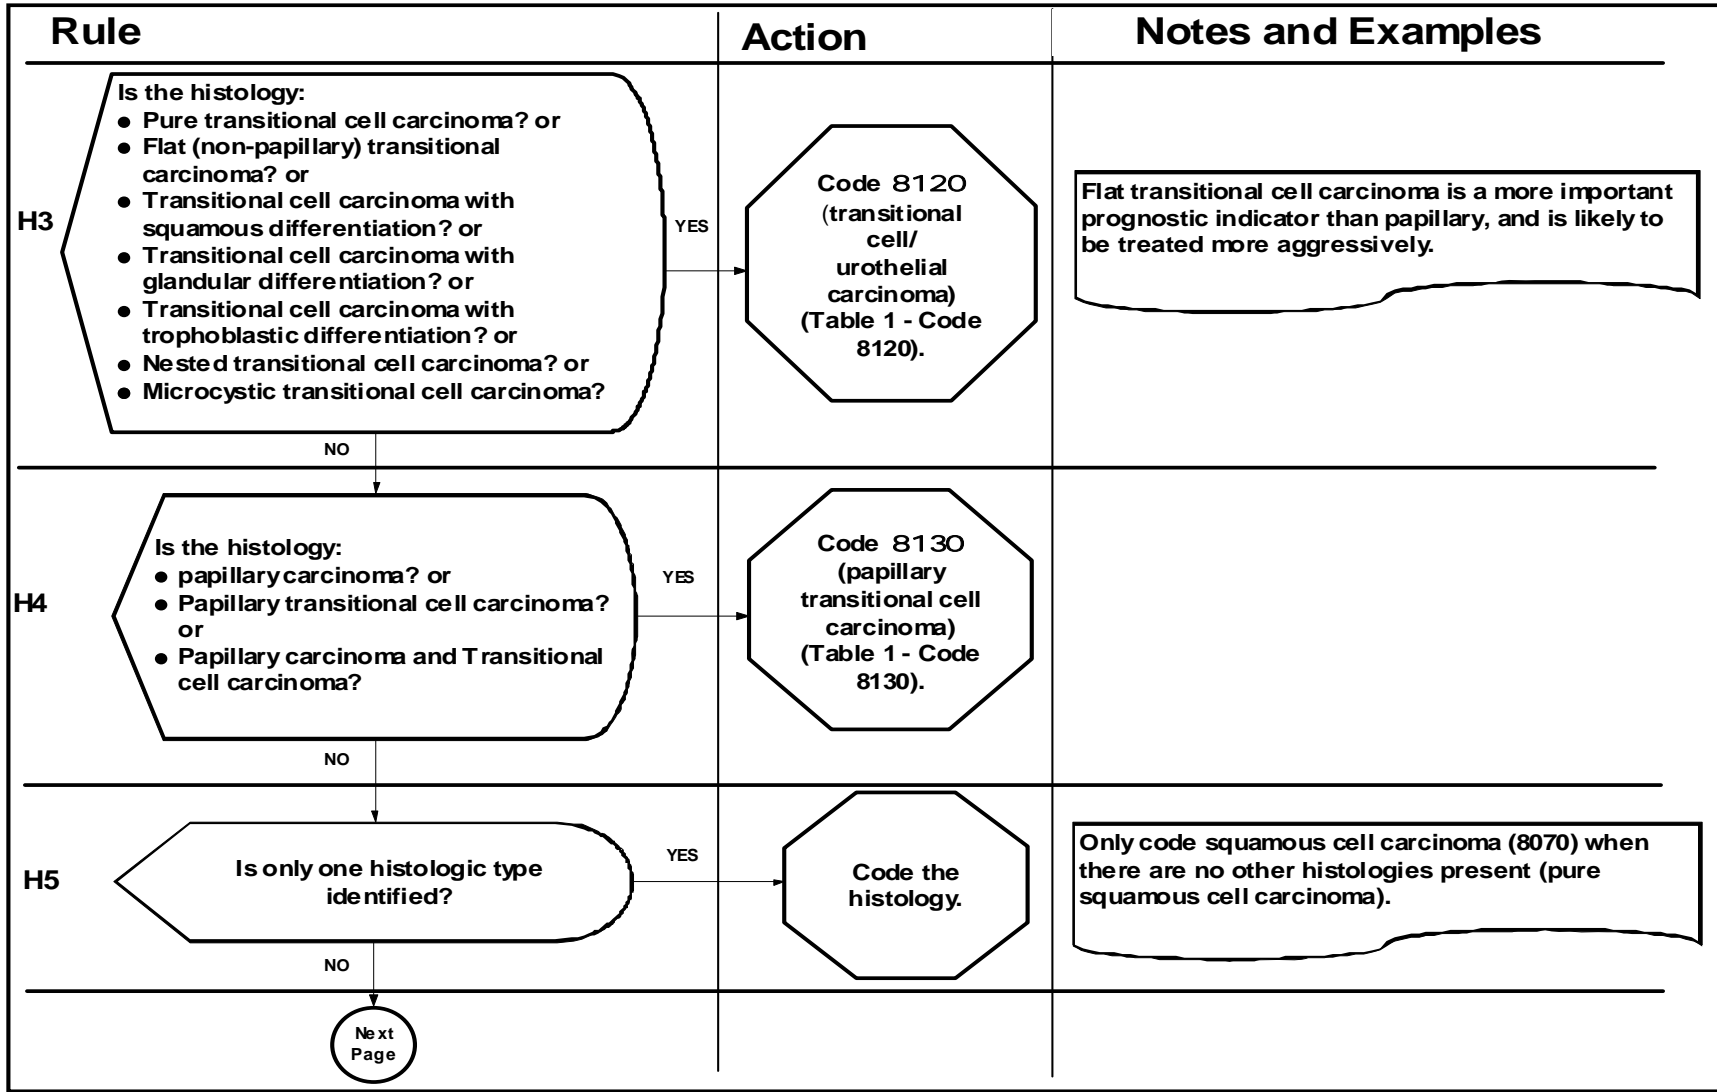 Rule
Action
Notes and Examples
H3
Is the histology:
● Pure transitional cell carcinoma? or
● Flat (non-papillary) transitional
carcinoma? or
● Transitional cell carcinoma with
squamous differentiation? or
● Transitional cell carcinoma with
glandular differentiation? or
● Transitional cell carcinoma with
trophoblastic differentiation? or
● Nested transitional cell carcinoma? or
● Microcystic transitional cell carcinoma?
YES
Code 8120
(transitional
cell/
urothelial
carcinoma)
(Table 1 - Code
8120).
Flat transitional cell carcinoma is a more important
prognostic indicator than papillary, and is likely to
be treated more aggressively.
NO
H4
Is the histology:
● papillary carcinoma? or
● Papillary transitional cell carcinoma?
or
● Papillary carcinoma and Transitional
cell carcinoma?
YES
Code 8130
(papillary
transitional cell
carcinoma)
(Table 1 - Code
8130).
NO
H5
Is only one histologic type
identified?
YES
Code the
histology.
Only code squamous cell carcinoma (8070) when
there are no other histologies present (pure
squamous cell carcinoma).
NO
Next
Page